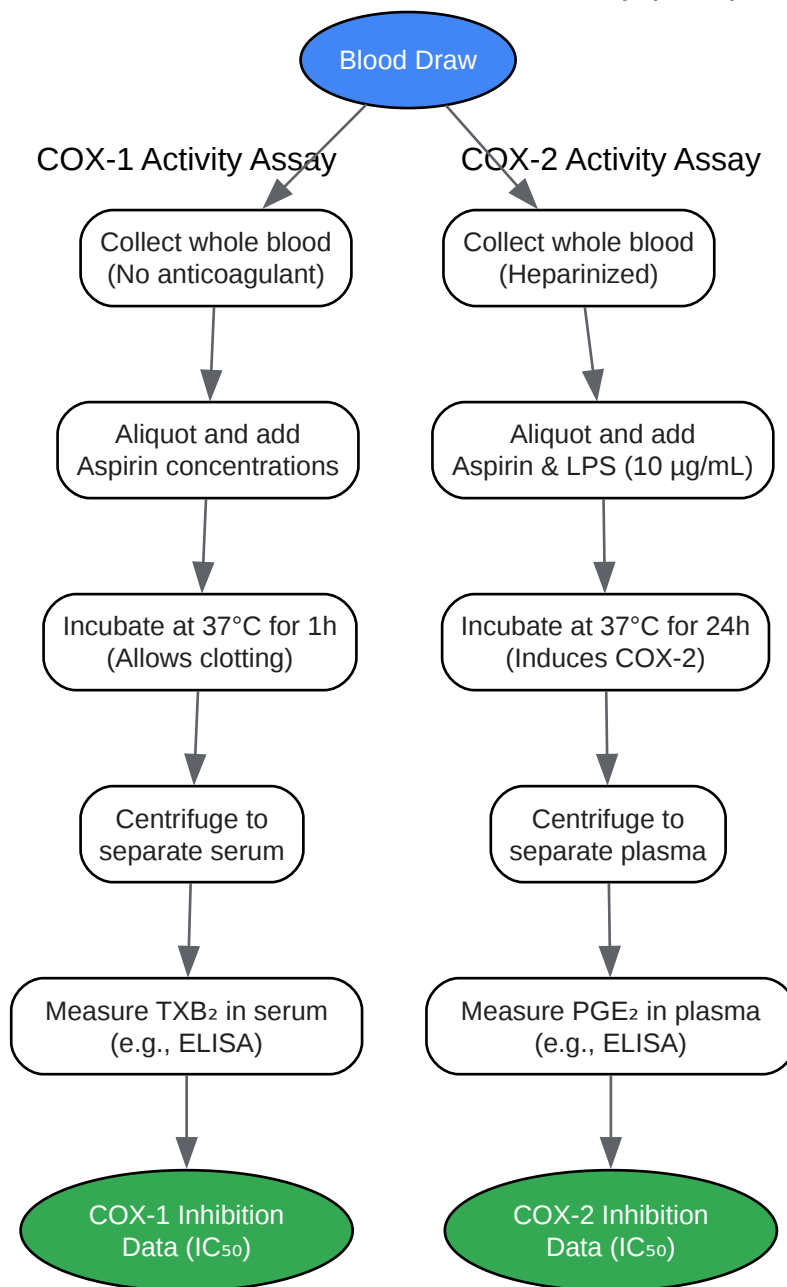 Blood Draw
COX-1 Activity Assay
COX-2 Activity Assay
Collect whole blood
(No anticoagulant)
Collect whole blood
(Heparinized)
Aliquot and add
Aspirin concentrations
Aliquot and add
Aspirin & LPS (10 µg/mL)
Incubate at 37°C for 1h
(Allows clotting)
Incubate at 37°C for 24h
(Induces COX-2)
Centrifuge to
separate serum
Centrifuge to
separate plasma
Measure TXB₂ in serum
(e.g., ELISA)
Measure PGE₂ in plasma
(e.g., ELISA)
COX-1 Inhibition
Data (IC₅₀)
COX-2 Inhibition
Data (IC₅₀)